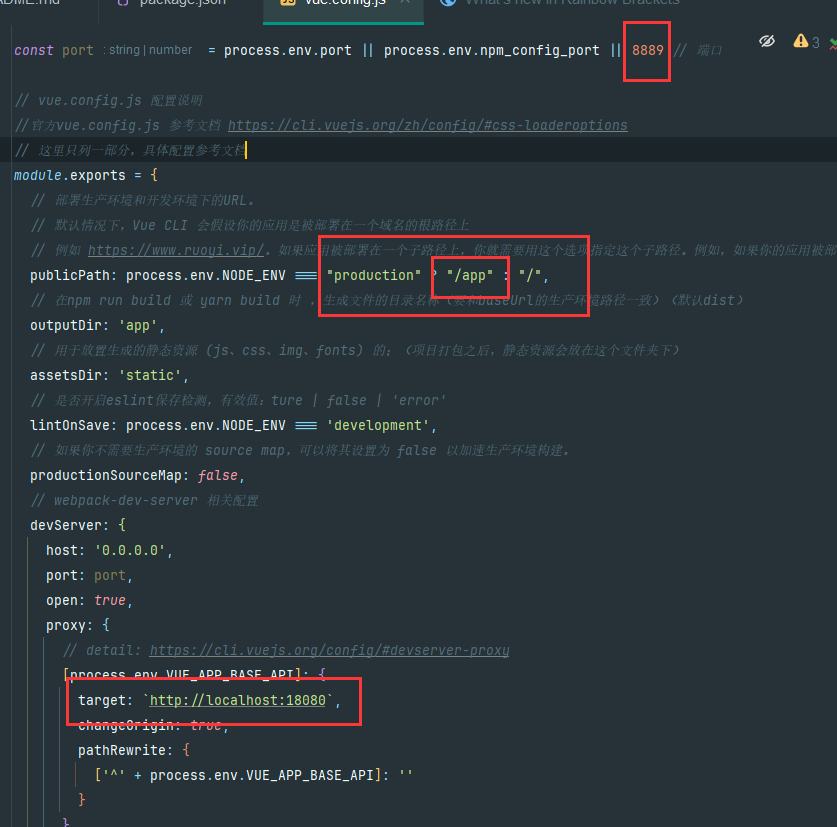 README.md package.json vue.config.js × What's new in Rainbow Brackets
const port : string | number = process.env.port || process.env.npm_config_port || 8889 // 端口 3
// vue.config.js 配置说明
//官方vue.config.js 参考文档 https://cli.vuejs.org/zh/config/#css-loaderoptions
// 这里只列一部分，具体配置参考文档
module.exports = {
// 部署生产环境和开发环境下的URL。
// 默认情况下，Vue CLI 会假设你的应用是被部署在一个域名的根路径上
// 例如 https://www.ruoyi.vip/。如果应用被部署在一个子路径上，你就需要用这个选项指定这个子路径。例如，如果你的应用被部
publicPath: process.env.NODE_ENV === "production" ? "/app" : "/",
// 在npm run build 或 yarn build 时 ，生成文件的目录名称（要和baseUrl的生产环境路径一致）（默认dist）
outputDir: 'app',
// 用于放置生成的静态资源 (js、css、img、fonts) 的；（项目打包之后，静态资源会放在这个文件夹下）
assetsDir: 'static',
// 是否开启eslint保存检测，有效值：ture | false | 'error'
lintOnSave: process.env.NODE_ENV === 'development',
// 如果你不需要生产环境的 source map，可以将其设置为 false 以加速生产环境构建。
productionSourceMap: false,
// webpack-dev-server 相关配置
devServer: {
host: '0.0.0.0',
port: port,
open: true,
proxy: {
// detail: https://cli.vuejs.org/config/#devserver-proxy
[process.env.VUE_APP_BASE_API]: {
target: `http://localhost:18080`,
changeOrigin: true,
pathRewrite: {
['^' + process.env.VUE_APP_BASE_API]: ''
}
}